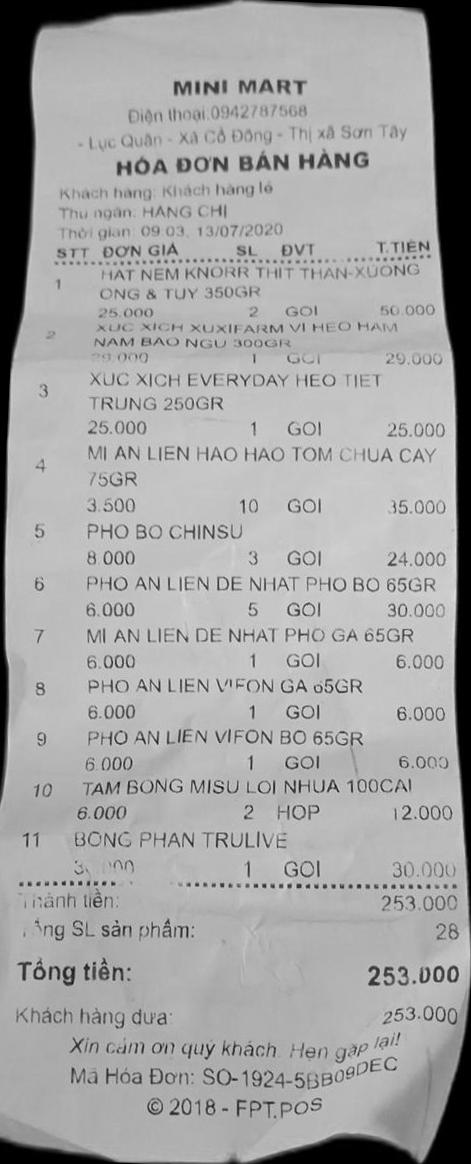 MINI MART
Điện thoại:0942787568
- Lục Quân - Xã Cổ Đông - Thị xã Sơn Tây
HÓA ĐƠN BÁN HÀNG
Khách hàng: Khách hàng lẻ
Thu ngân: HANG CHỊ
Thời gian: 09:03, 13/07/2020
STT ĐƠN GIÁ SL ĐVT T.TIỀN
1 HAT NEM KNORR THIT THAN-XUONG
ONG & TUY 350GR
25.000 2 GOI 50.000
2 XUC XICH XUXIFARM VI HEO HAM
NAM BAO NGU 300GR
29.000 1 GOI 29.000
3 XUC XICH EVERYDAY HEO TIET
TRUNG 250GR
25.000 1 GOI 25.000
4 MI AN LIEN HAO HAO TOM CHUA CAY
75GR
3.500 10 GOI 35.000
5 PHO BO CHINSU
8.000 3 GOI 24.000
6 PHO AN LIEN DE NHAT PHO BO 65GR
6.000 5 GOI 30.000
7 MI AN LIEN DE NHAT PHO GA 65GR
6.000 1 GOI 6.000
8 PHO AN LIEN VIFON GA 65GR
6.000 1 GOI 6.000
9 PHO AN LIEN VIFON BO 65GR
6.000 1 GOI 6.000
10 TAM BONG MISU LOI NHUA 100CAI
6.000 2 HOP 12.000
11 BONG PHAN TRULIVE
1 GOI 30.000
Thành tiền: 253.000
Tổng SL sản phẩm: 28
Tổng tiền: 253.000
Khách hàng đưa: 253.000
Xin cảm ơn quý khách. Hẹn gặp lại!
Mã Hóa Đơn: SO-1924-5BB09DEC
© 2018 - FPT.POS